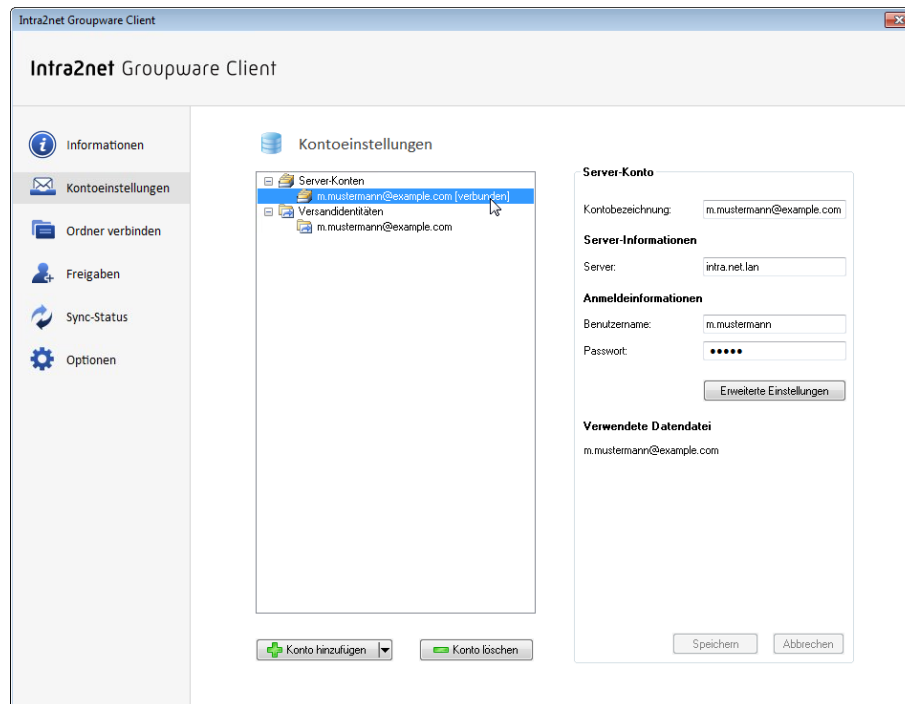 Intra2net Groupware Client
Intra2net Groupware Client
Informationen
Kontoeinstellungen
Ordner verbinden
Freigaben
Sync-Status
Optionen
Kontoeinstellungen
Server-Konten
m.mustermann@example.com [verbunden]
Versandidentitäten
m.mustermann@example.com
Konto hinzufügen
Konto löschen
Server-Konto
Kontobezeichnung: m.mustermann@example.com
Server-Informationen
Server: intra.net.lan
Anmeldeinformationen
Benutzername: m.mustermann
Passwort: •••••
Erweiterte Einstellungen
Verwendete Datendatei
m.mustermann@example.com
Speichern Abbrechen